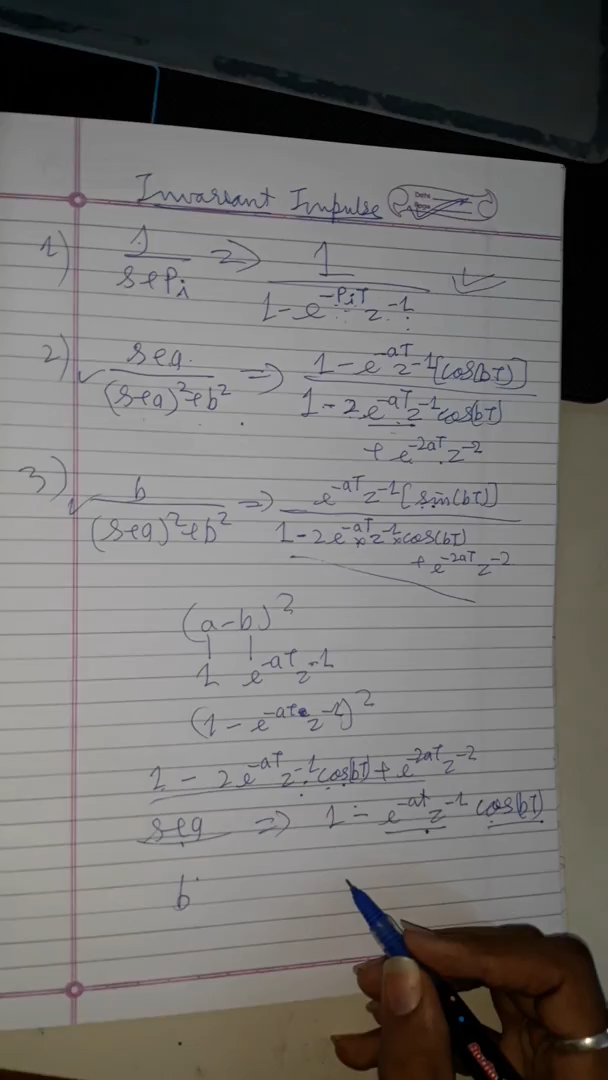 Invariant Impulse
1) 1/(s+Pi) => 1/(1-e^-PiT z^-1)
2) (s+a)/((s+a)^2+b^2) => (1-e^-aT z^-1[cos(bT)])/(1-2e^-aT z^-1 cos(bT) + e^-2aT z^-2)
3) b/((s+a)^2+b^2) => (e^-aT z^-1[sin(bT)])/(1-2e^-aT z^-1 cos(bT) + e^-2aT z^-2)
(a-b)^2
1 e^-aT z^-1
(1-e^-aT z^-1)^2
1-2e^-aT z^-1 cos(bT)+e^-2aT z^-2
s+a => 1-e^-aT z^-1 cos(bT)
b